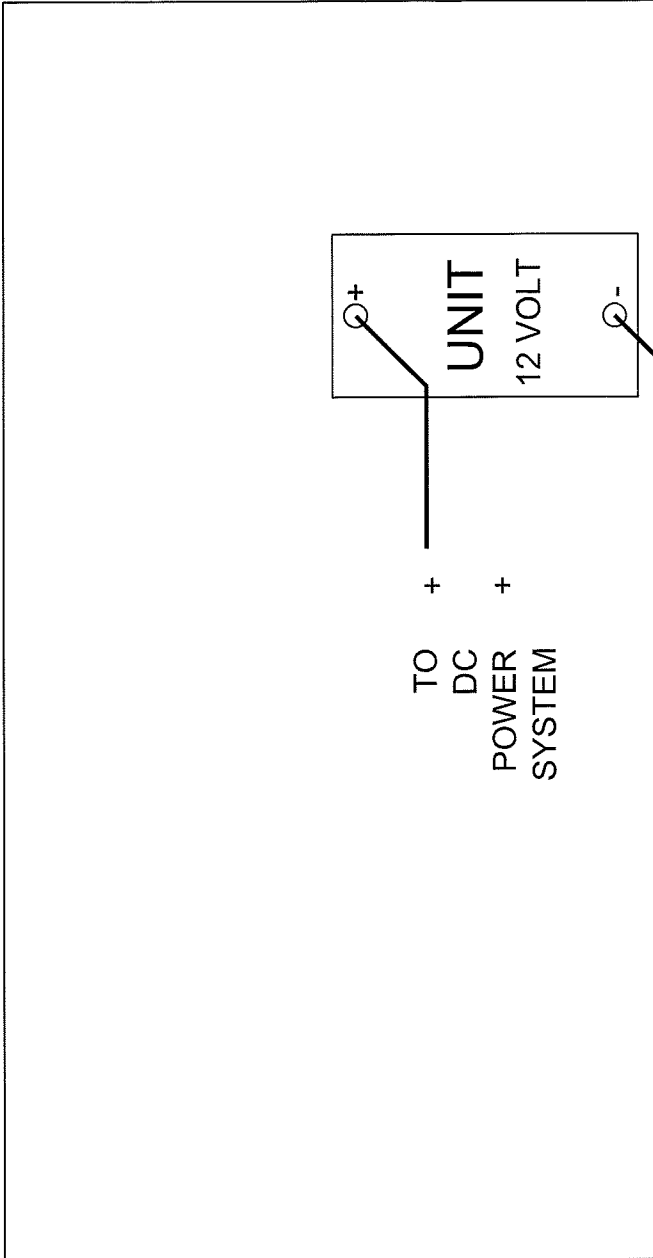 +
UNIT
12 VOLT
-
TO +
DC
POWER +
SYSTEM